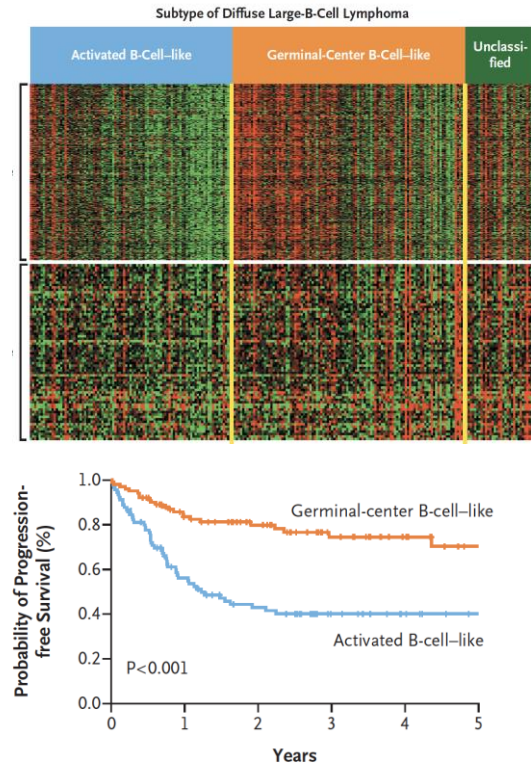 Subtype of Diffuse Large-B-Cell Lymphoma
Activated B-Cell–like
Germinal-Center B-Cell–like
Unclassi-
fied
Probability of Progression-
free Survival (%)
1.0
0.8
0.6
0.4
0.2
0.0
Germinal-center B-cell–like
Activated B-cell–like
P<0.001
0 1 2 3 4 5
Years